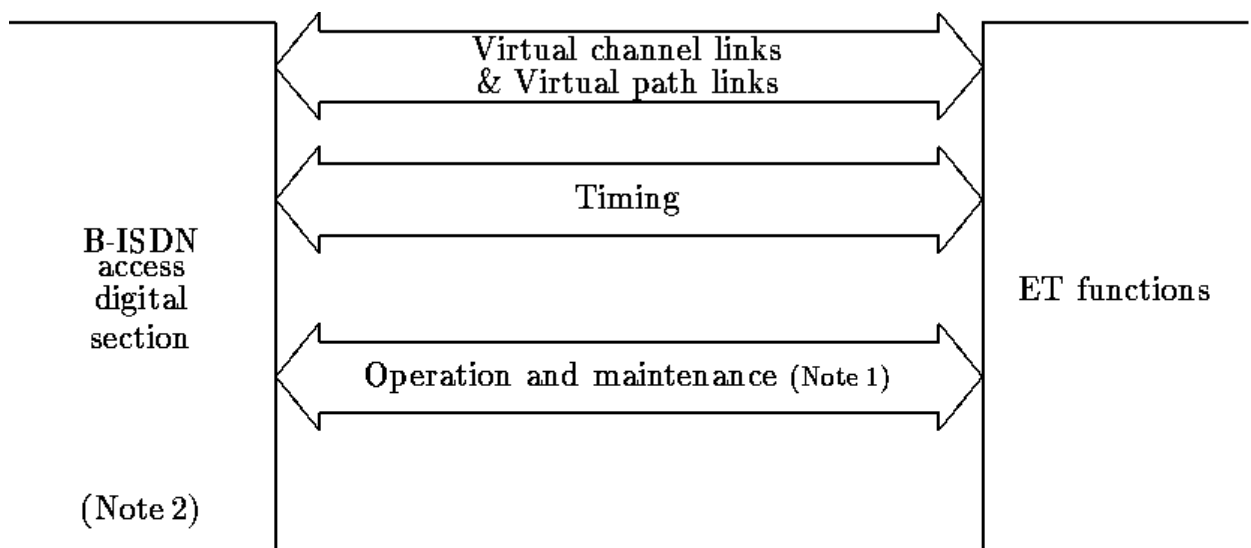 Virtual channel links
& Virtual path links
Timing
B-ISDN
access
digital
section
ET functions
Operation and maintenance (Note 1)
(Note 2)